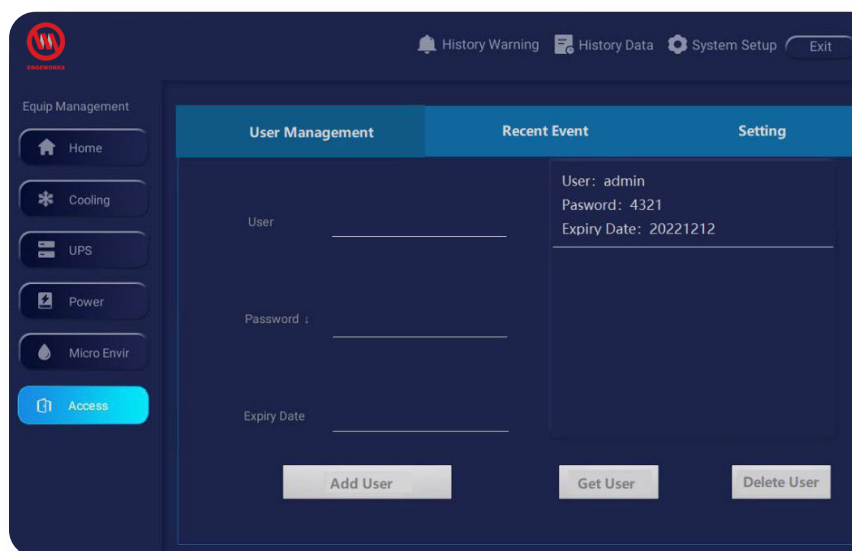 EDGEWORKS
History Warning
History Data
System Setup
Exit
Equip Management
Home
Cooling
UPS
Power
Micro Envir
Access
User Management
Recent Event
Setting
User
Password :
Expiry Date
User: admin
Pasword: 4321
Expiry Date: 20221212
Add User
Get User
Delete User